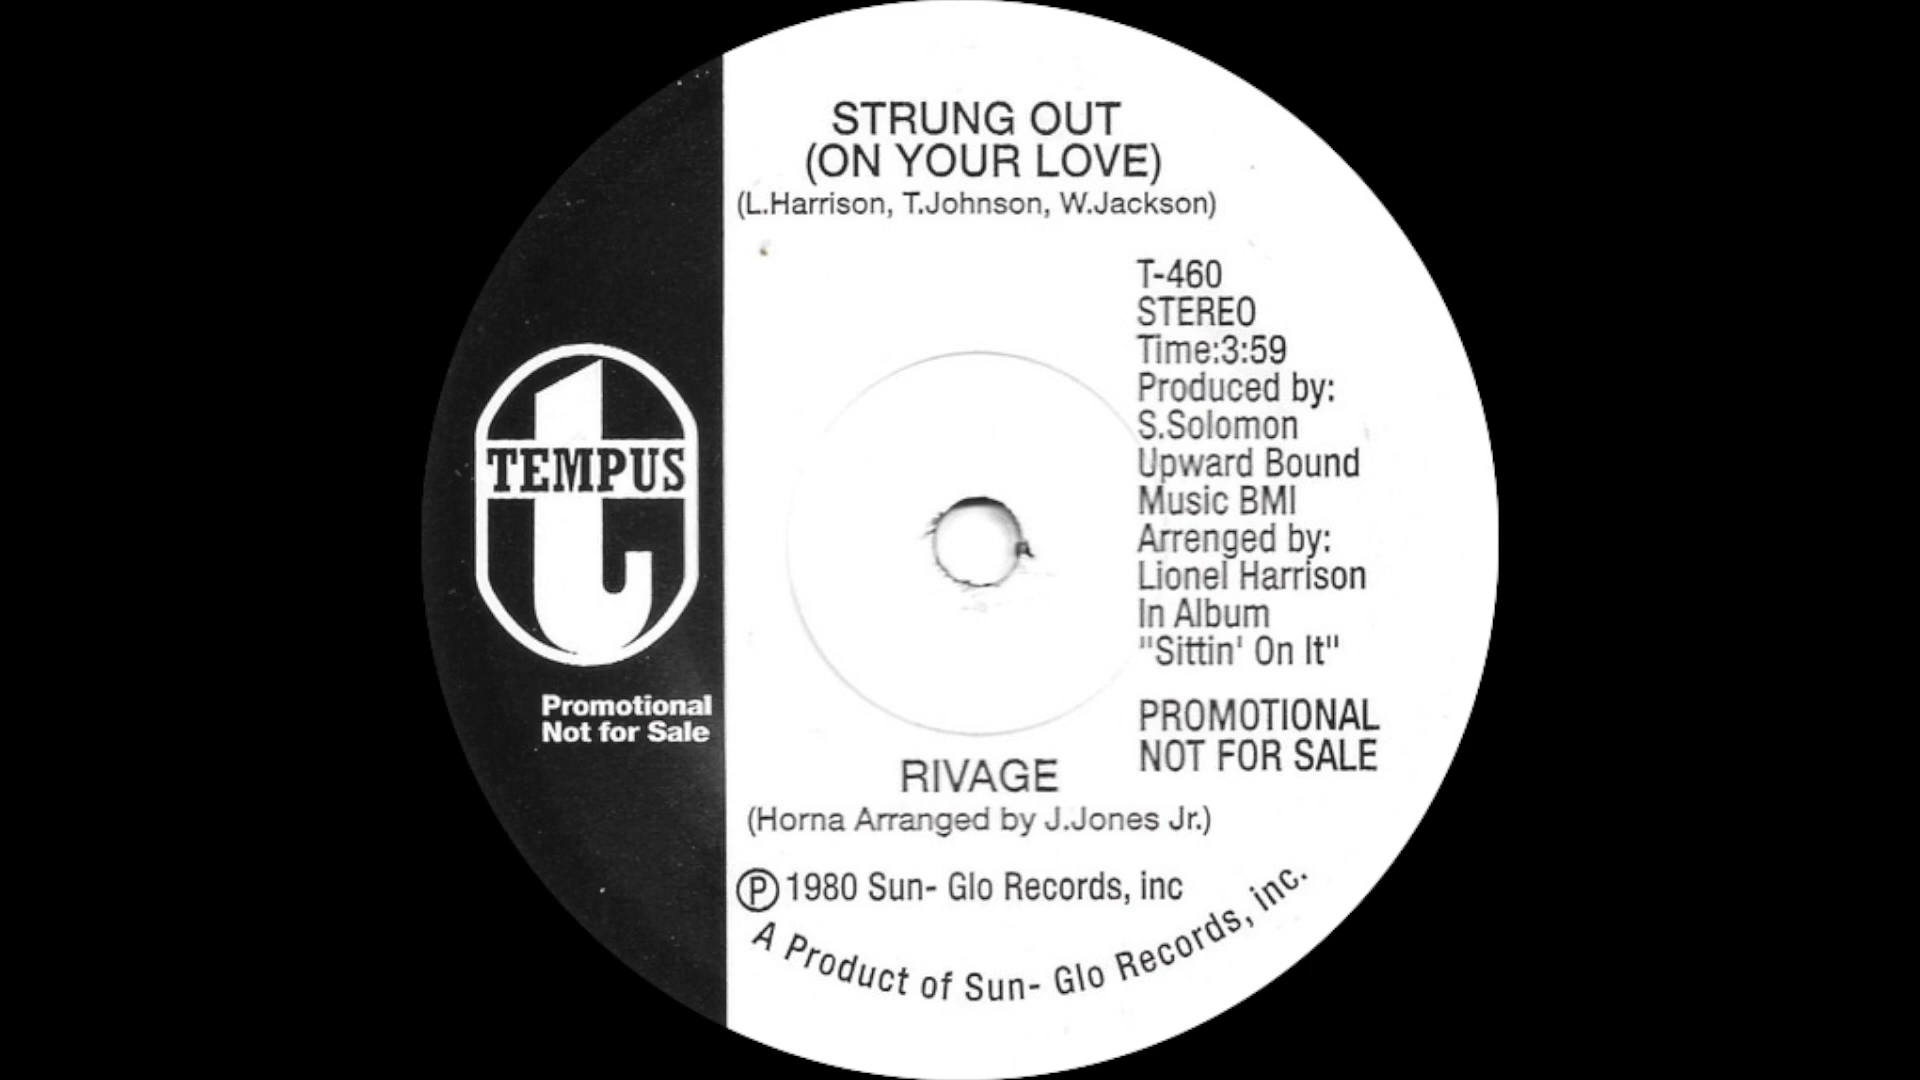 STRUNG OUT
(ON YOUR LOVE)
(L.Harrison, T.Johnson, W.Jackson)
T-460
STEREO
Time:3:59
Produced by:
S.Solomon
Upward Bound
Music BMI
Arrenged by:
Lionel Harrison
In Album
"Sittin' On It"
PROMOTIONAL
NOT FOR SALE
t
TEMPUS
Promotional
Not for Sale
RIVAGE
(Horna Arranged by J.Jones Jr.)
Ⓟ 1980 Sun- Glo Records, inc
A Product of Sun- Glo Records, inc.